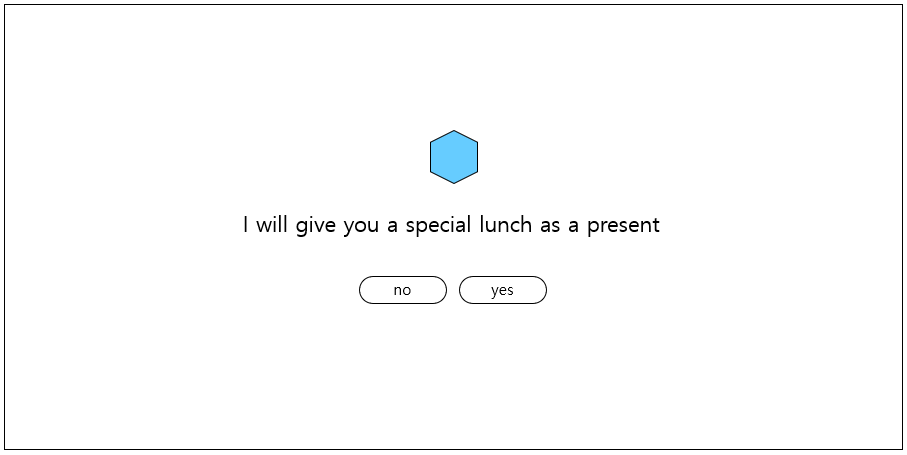 I will give you a special lunch as a present
no
yes